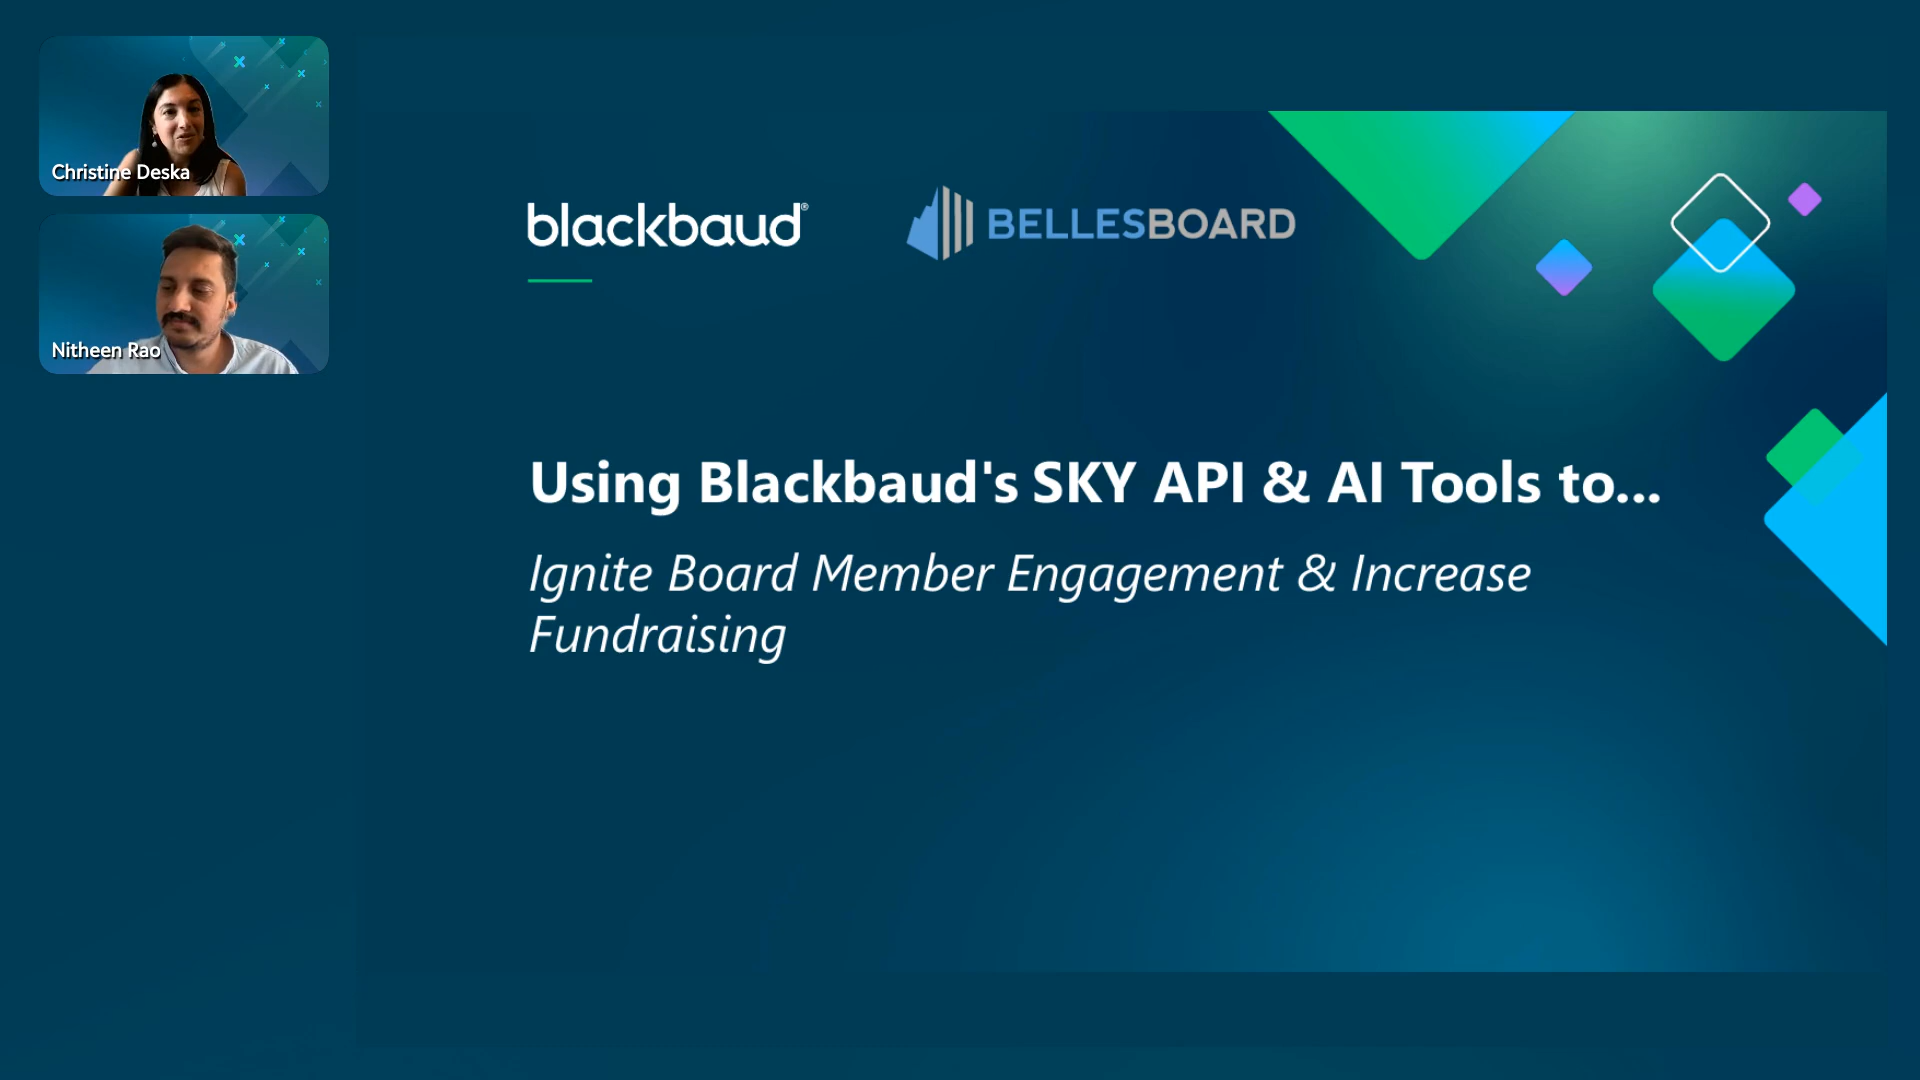 Christine Deska
Nitheen Rao
blackbaud®
BELLESBOARD
Using Blackbaud's SKY API & AI Tools to...
Ignite Board Member Engagement & Increase
Fundraising